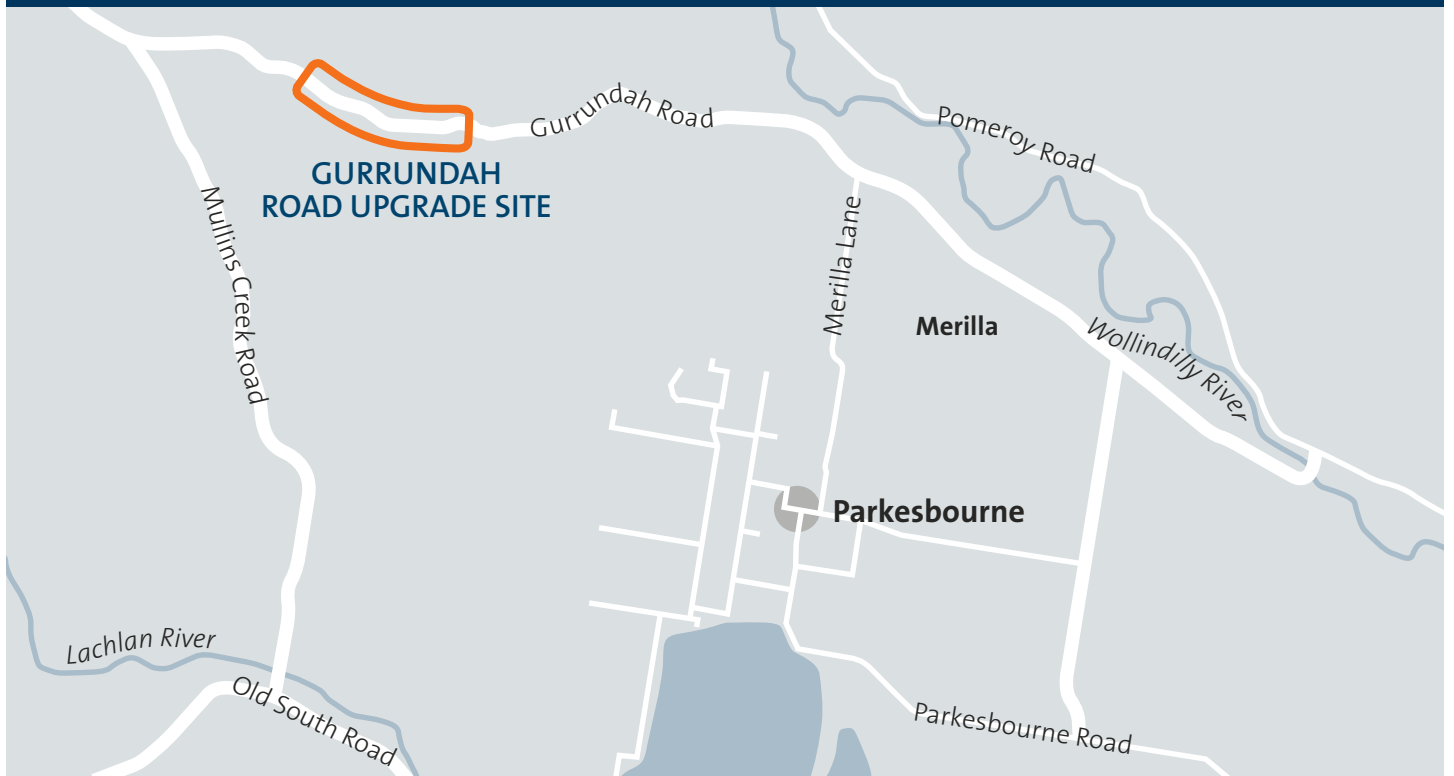 Gurrundah Road
Pomeroy Road
GURRUNDAH
ROAD UPGRADE SITE
Mullins Creek Road
Merilla Lane
Merilla
Wollindilly River
Parkesbourne
Lachlan River
Old South Road
Parkesbourne Road